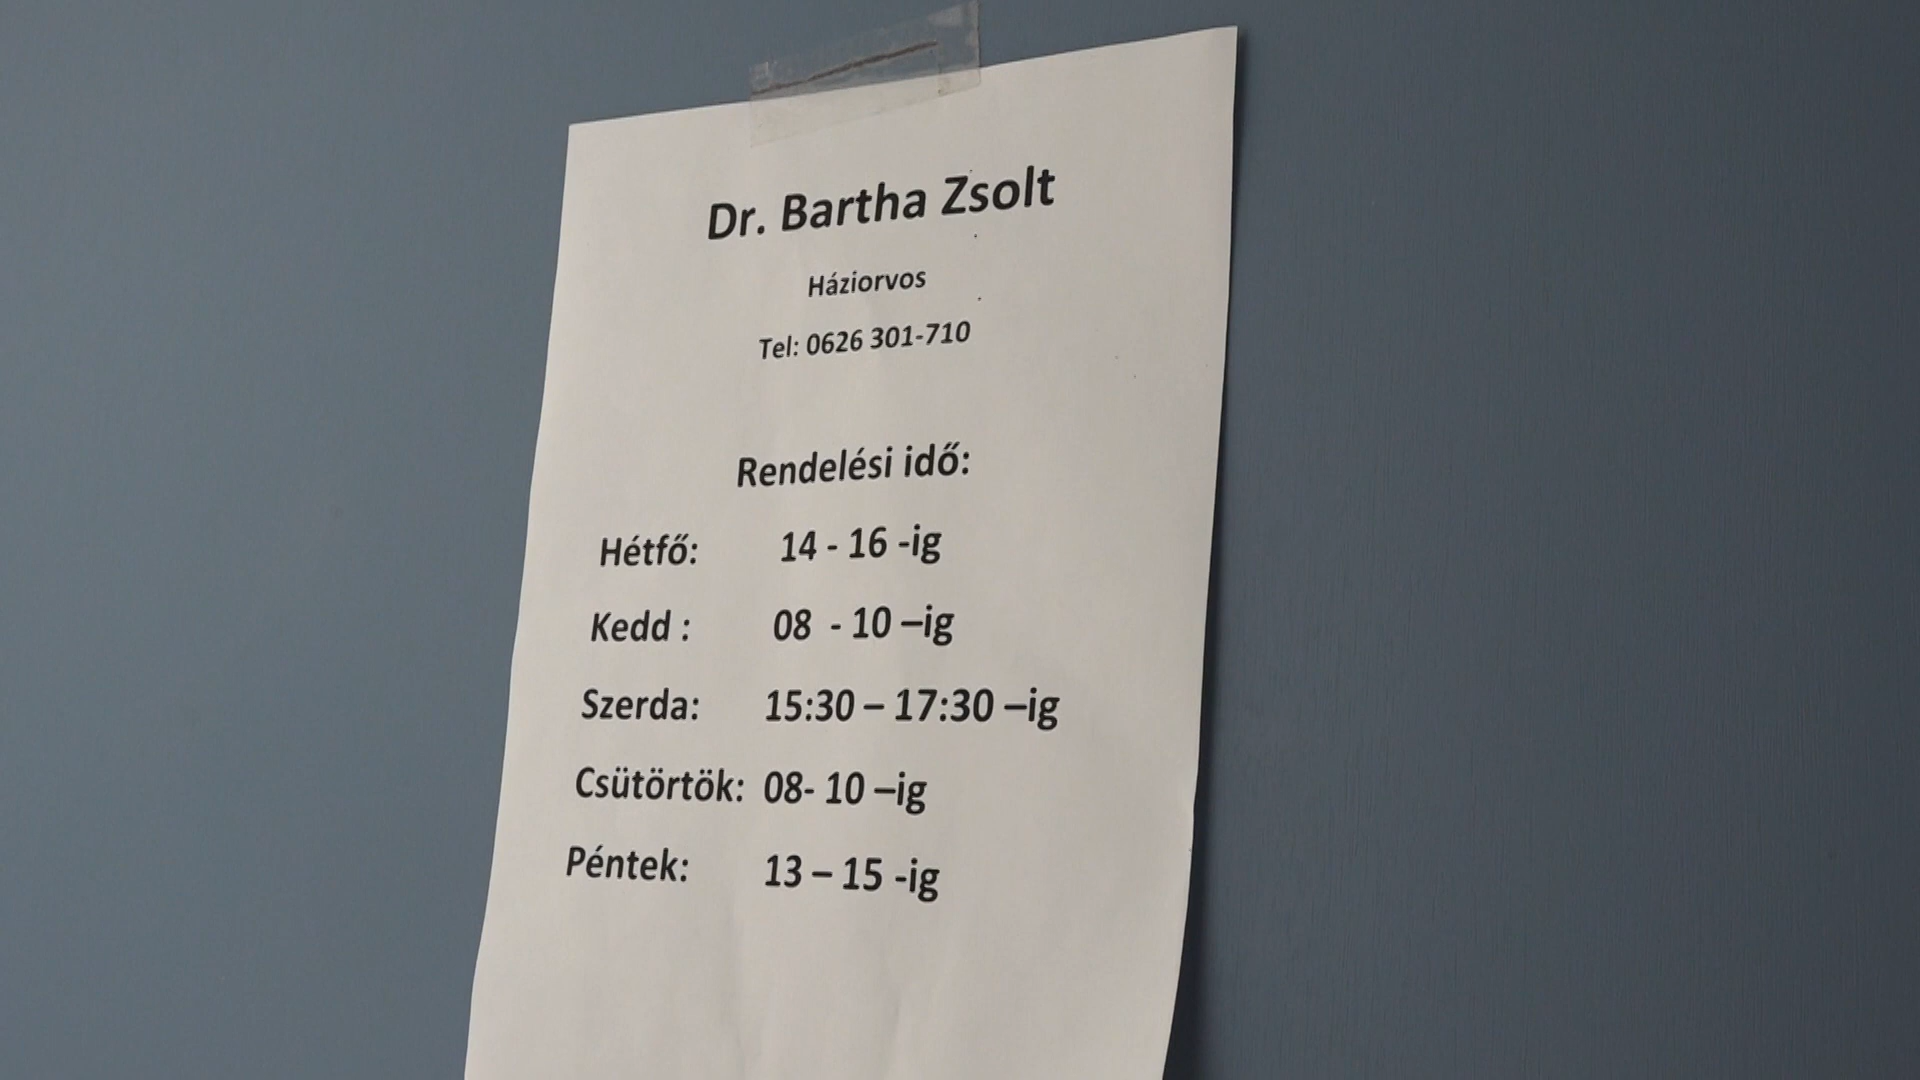 Dr. Bartha Zsolt
Háziorvos
Tel: 0626 301-710
Rendelési idő:
Hétfő: 14 - 16 -ig
Kedd : 08 - 10 –ig
Szerda: 15:30 – 17:30 –ig
Csütörtök: 08- 10 –ig
Péntek: 13 – 15 -ig